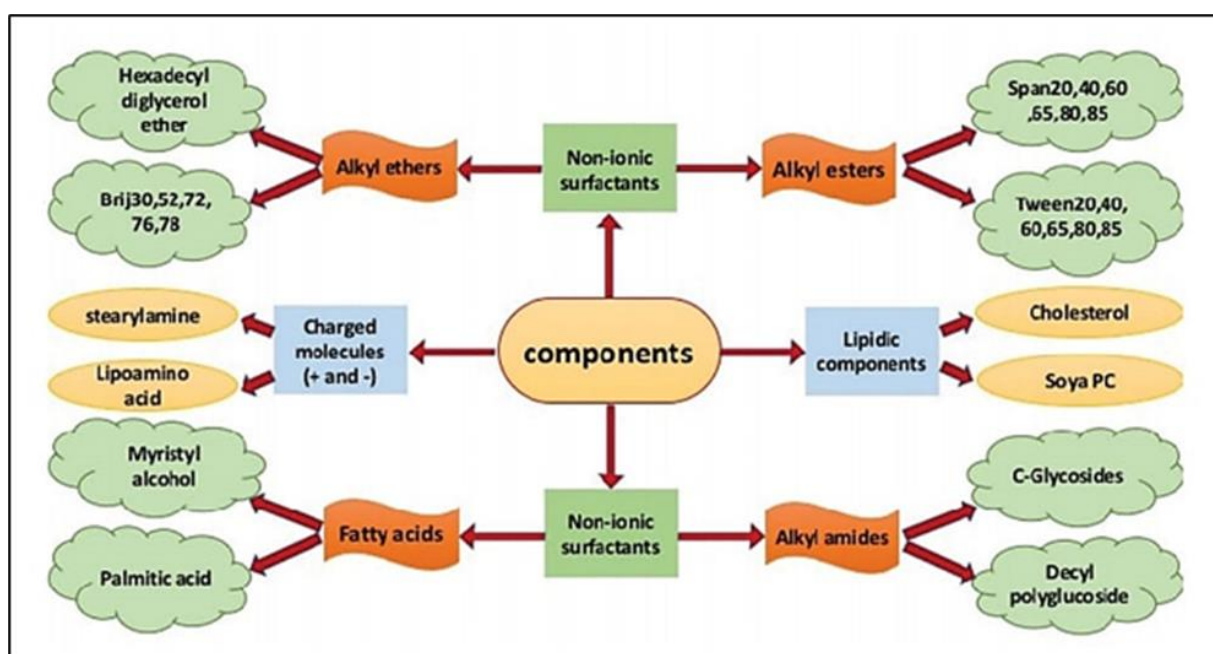 Hexadecyl
diglycerol
ether
Brij30,52,72,
76,78
Alkyl ethers
Non-ionic
surfactants
Alkyl esters
Span20,40,60
,65,80,85
Tween20,40,
60,65,80,85
stearylamine
Lipoamino
acid
Charged
molecules
(+ and -)
components
Lipidic
components
Cholesterol
Soya PC
Myristyl
alcohol
Palmitic acid
Fatty acids
Non-ionic
surfactants
Alkyl amides
C-Glycosides
Decyl
polyglucoside